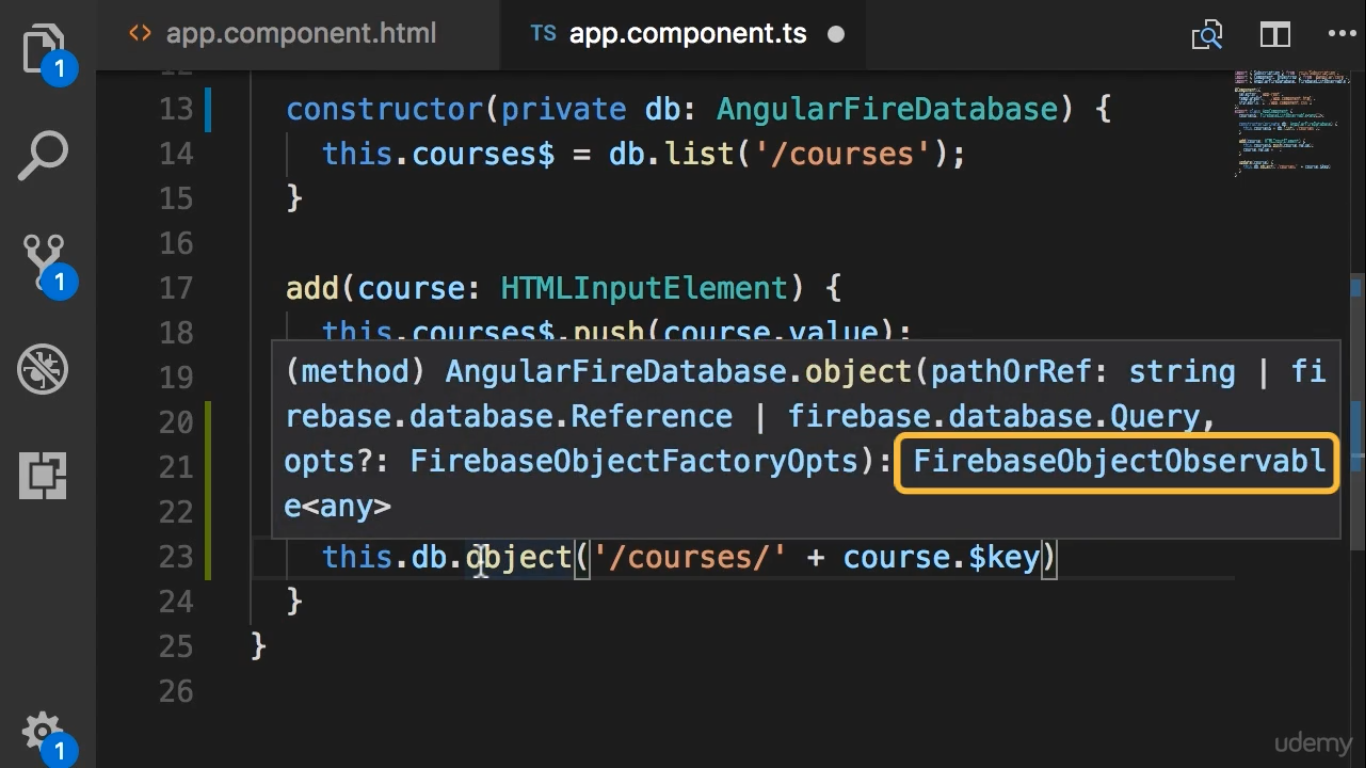 1
<> app.component.html
TS app.component.ts
13 constructor(private db: AngularFireDatabase) {
14 this.courses$ = db.list('/courses');
15 }
16
17 add(course: HTMLInputElement) {
18 this.courses$.push(course.value);
19 (method) AngularFireDatabase.object(pathOrRef: string | fi
20 rebase.database.Reference | firebase.database.Query,
21 opts?: FirebaseObjectFactoryOpts): FirebaseObjectObservabl
22 e<any>
23 this.db.object('/courses/' + course.$key)
24 }
25 }
26
1
1
udemy